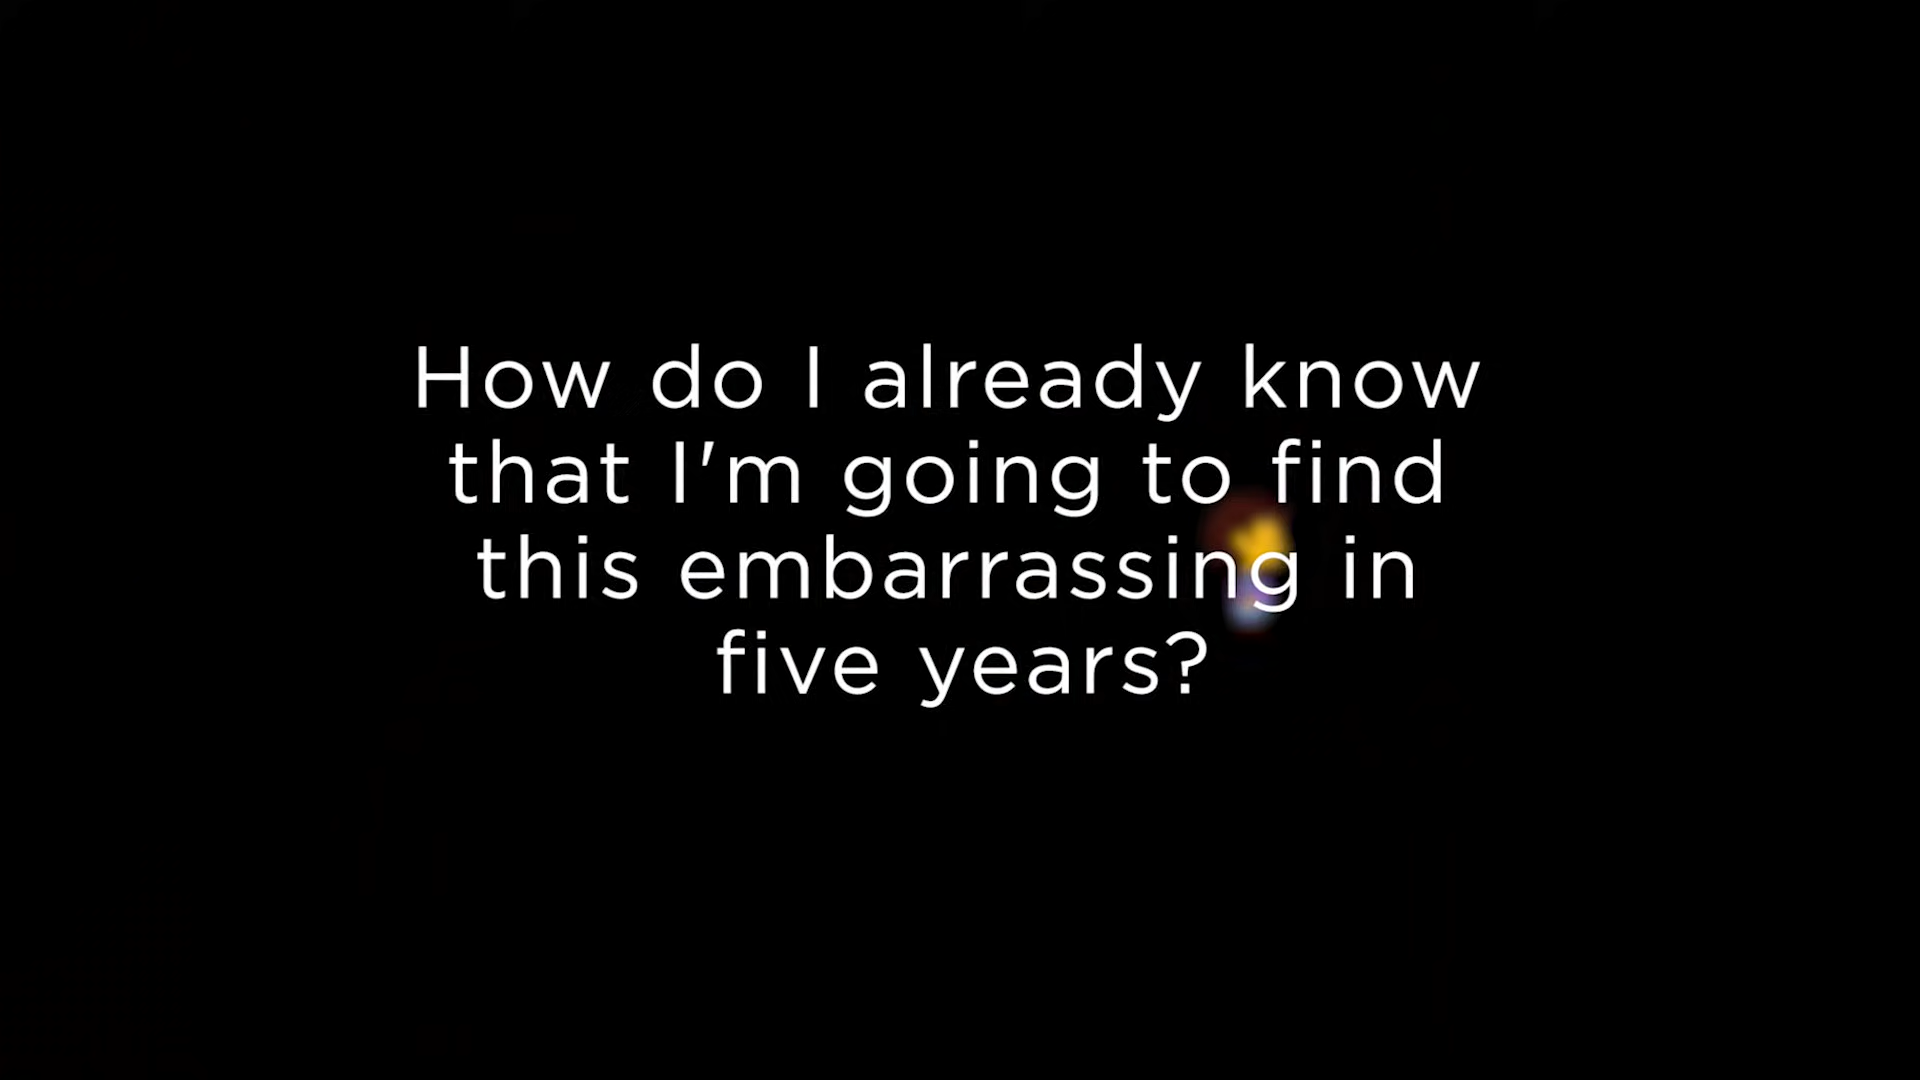 How do I already know
that I'm going to find
this embarrassing in
five years?